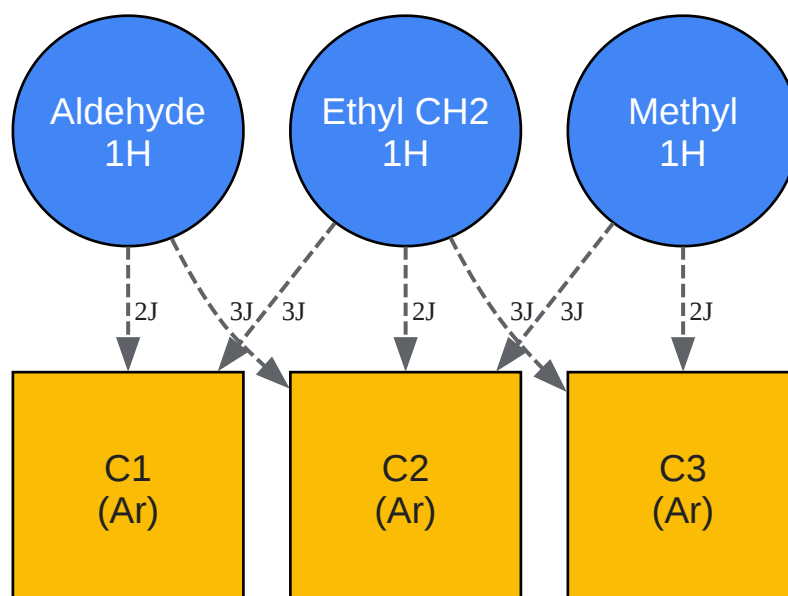 Aldehyde
1H
Ethyl CH2
1H
Methyl
1H
2J
3J
3J
2J
3J
3J
2J
C1
(Ar)
C2
(Ar)
C3
(Ar)